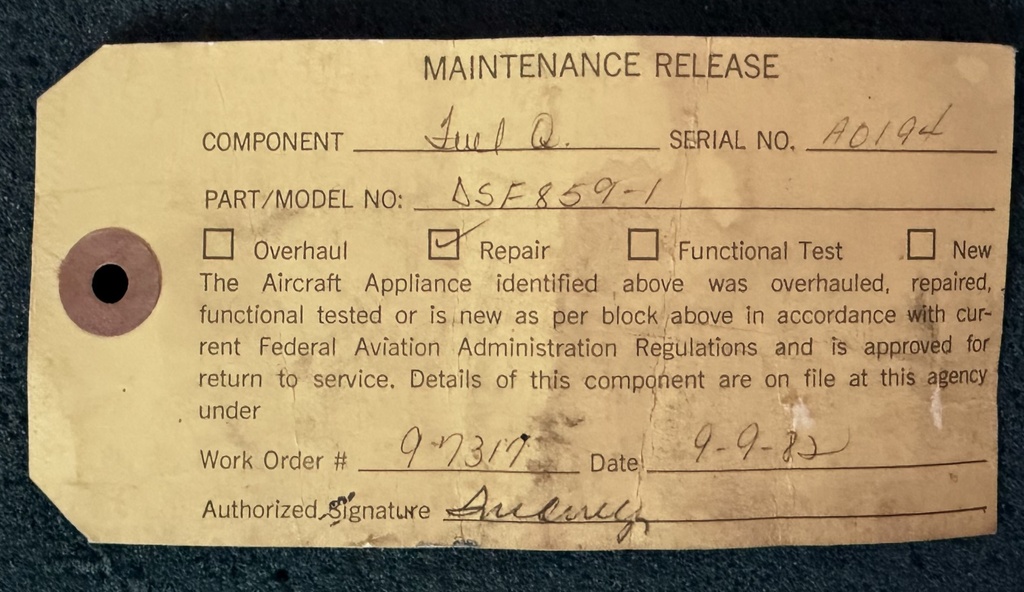 MAINTENANCE RELEASE
COMPONENT Fuel Q. SERIAL NO. A0194
PART/MODEL NO: DSF859-1
Overhaul Repair Functional Test New
The Aircraft Appliance identified above was overhauled, repaired,
functional tested or is new as per block above in accordance with cur-
rent Federal Aviation Administration Regulations and is approved for
return to service. Details of this component are on file at this agency
under
Work Order # 9-7317 Date 9-9-82
Authorized Signature